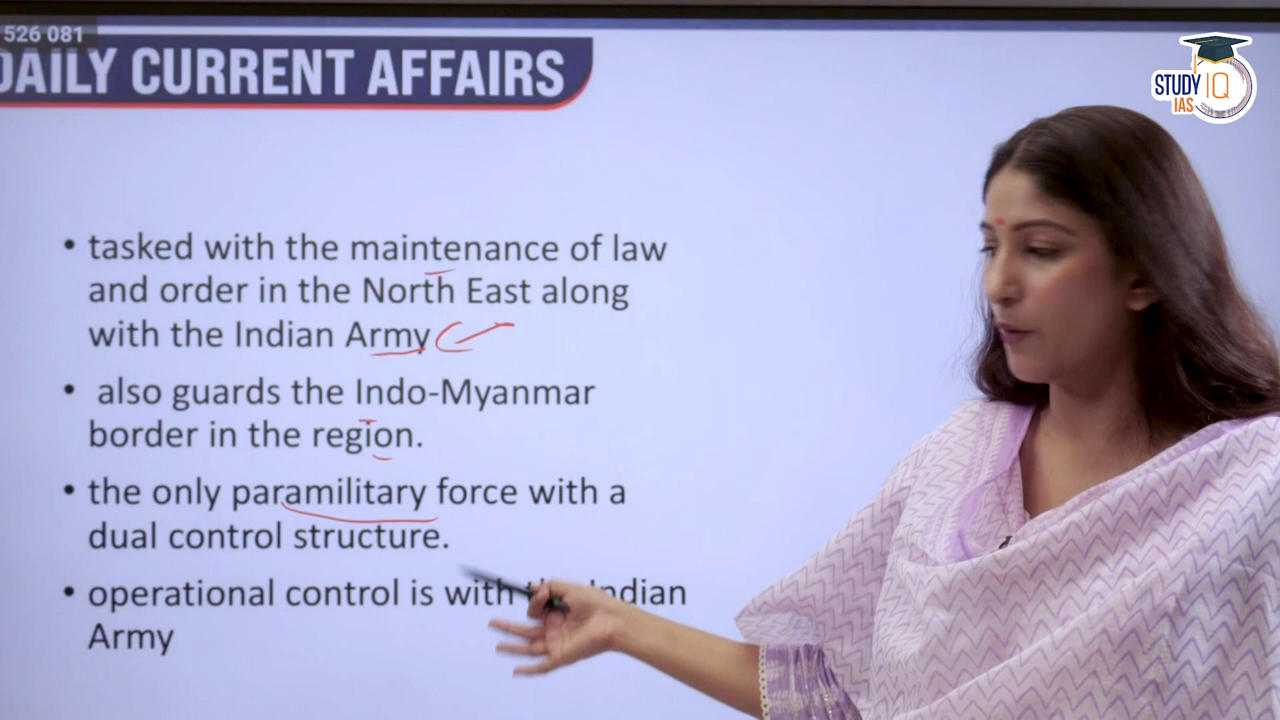 526 081
DAILY CURRENT AFFAIRS
STUDY IQ
IAS
• tasked with the maintenance of law
and order in the North East along
with the Indian Army
• also guards the Indo-Myanmar
border in the region.
• the only paramilitary force with a
dual control structure.
• operational control is with the Indian
Army